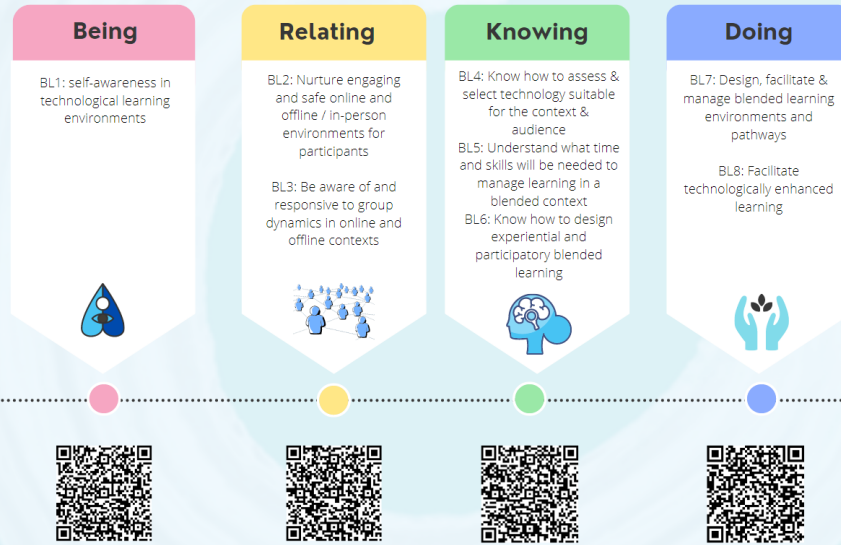 Being
BL1: self-awareness in
technological learning
environments
Relating
BL2: Nurture engaging
and safe online and
offline / in-person
environments for
participants
BL3: Be aware of and
responsive to group
dynamics in online and
offline contexts
Knowing
BL4: Know how to assess &
select technology suitable
for the context &
audience
BL5: Understand what time
and skills will be needed to
manage learning in a
blended context
BL6: Know how to design
experiential and
participatory blended
learning
Doing
BL7: Design, facilitate &
manage blended learning
environments and
pathways
BL8: Facilitate
technologically enhanced
learning